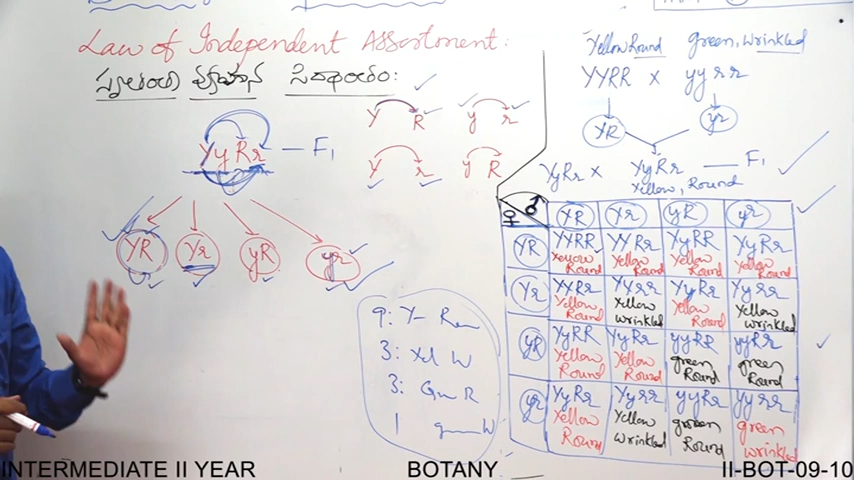 Law of Independent Assortment:
Yellow Round green, wrinkled
YYRR x yyrr
YR yr
YyRr — F1
Y R y r
Y r y R
YyRr x YyRr — F1
Yellow, Round
YR Yr yR yr
♀ ♂ YR Yr yR yr
YR YYRR YYRr YyRR YyRr
Yellow Round Yellow Round Yellow Round Yellow Round
Yr YYRr YYrr YyRr Yyrr
Yellow Round Yellow wrinkled Yellow Round Yellow wrinkled
yR YyRR YyRr yyRR yyRr
Yellow Round Yellow Round green Round green Round
yr YyRr Yyrr yyRr yyrr
Yellow Round Yellow wrinkled green Round green wrinkled
9: Y
3: W
3: R
1 W
INTERMEDIATE II YEAR BOTANY II-BOT-09-10